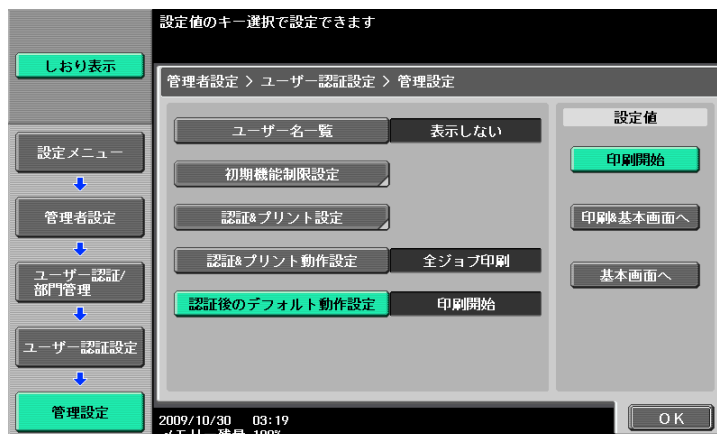 設定値のキー選択で設定できます
しおり表示
管理者設定 > ユーザー認証設定 > 管理設定
設定メニュー
管理者設定
ユーザー認証/
部門管理
ユーザー認証設定
管理設定
ユーザー名一覧
表示しない
初期機能制限設定
認証&プリント設定
認証&プリント動作設定
全ジョブ印刷
認証後のデフォルト動作設定
印刷開始
設定値
印刷開始
印刷&基本画面へ
基本画面へ
2009/10/30 03:19
メモリー残量 100%
OK